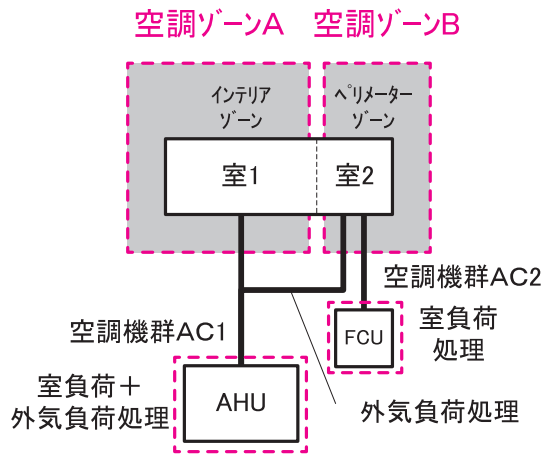 空調ゾーンA 空調ゾーンB
インテリア
ゾーン
ペリメーター
ゾーン
室1 室2
空調機群AC2
FCU
室負荷
処理
空調機群AC1
室負荷＋
外気負荷処理
AHU
外気負荷処理